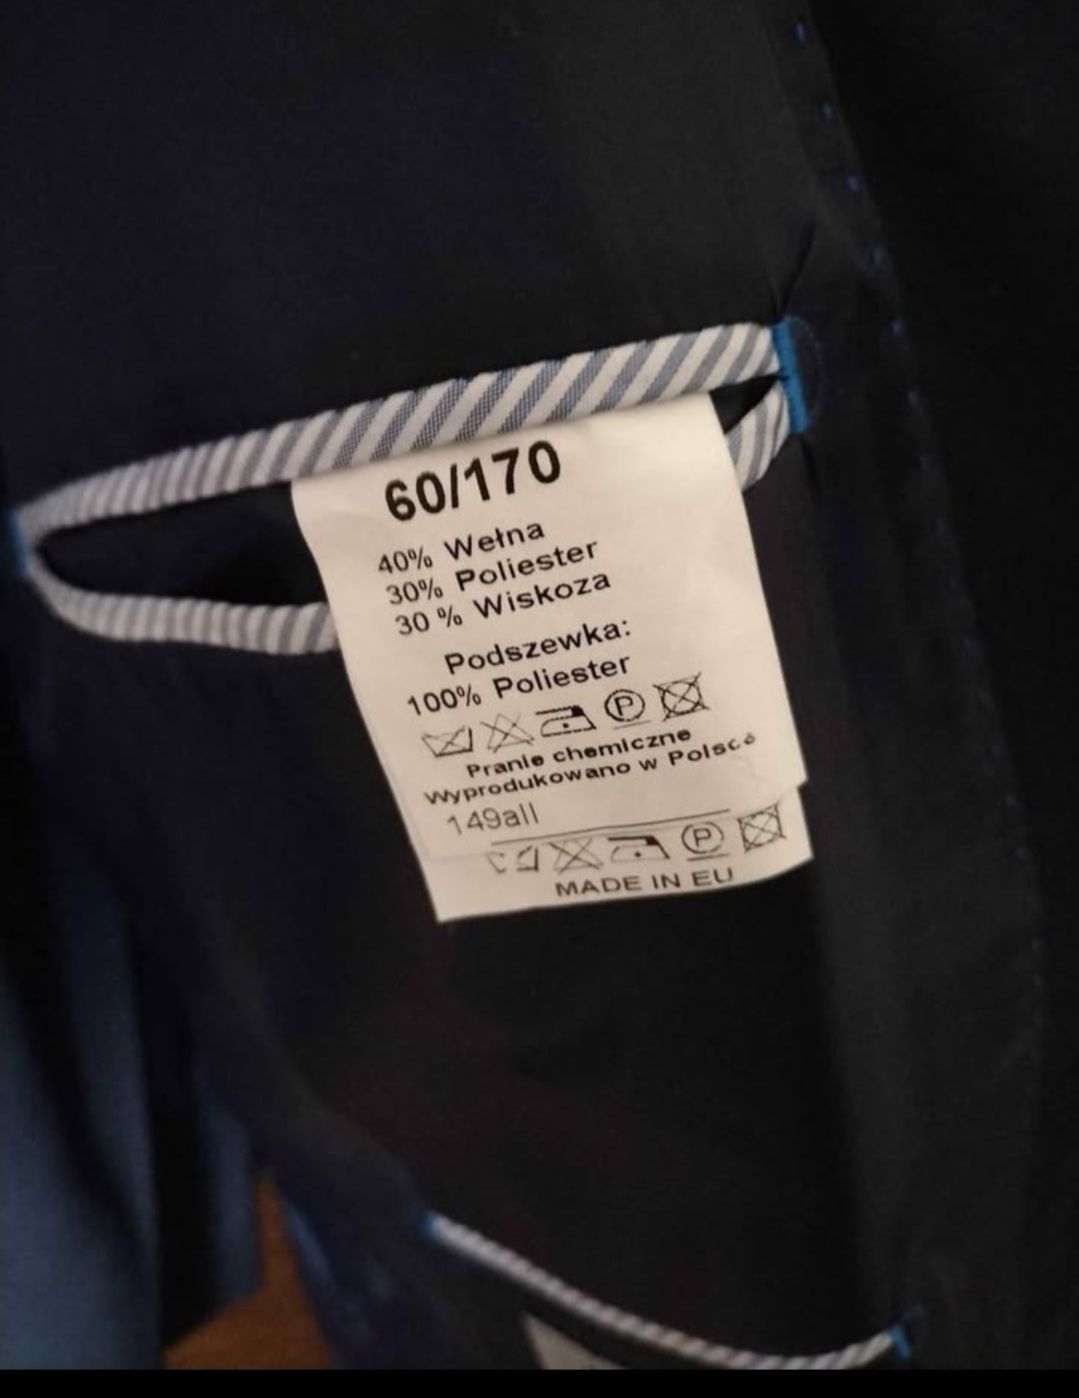 60/170
40% Wełna
30% Poliester
30 % Wiskoza
Podszewka:
100% Poliester
P
Pranie chemiczne
Wyprodukowano w Polsce
149all
P
MADE IN EU